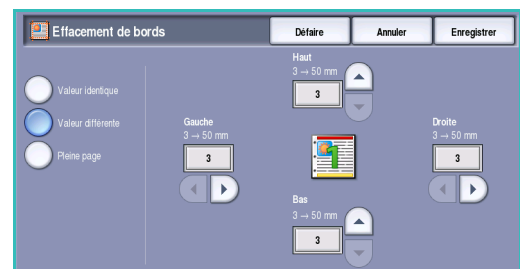 Effacement de bords
Défaire
Annuler
Enregistrer
Valeur identique
Valeur différente
Pleine page
Haut
3 → 50 mm
3
Gauche
3 → 50 mm
3
Droite
3 → 50 mm
3
1
Bas
3 → 50 mm
3